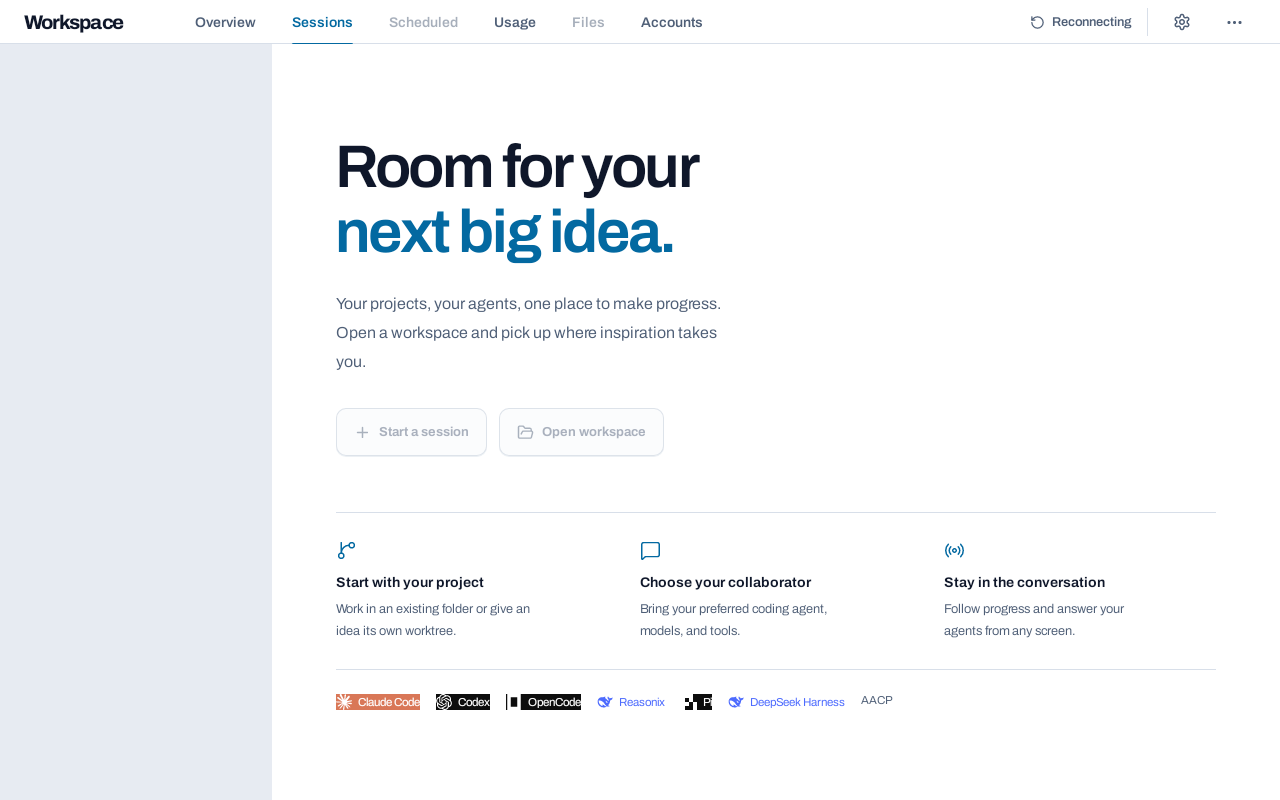 Workspace
Overview
Sessions
Scheduled
Usage
Files
Accounts
Reconnecting
Room for your
next big idea.
Your projects, your agents, one place to make progress.
Open a workspace and pick up where inspiration takes
you.
Start a session
Open workspace
Start with your project
Work in an existing folder or give an
idea its own worktree.
Choose your collaborator
Bring your preferred coding agent,
models, and tools.
Stay in the conversation
Follow progress and answer your
agents from any screen.
Claude Code
Codex
OpenCode
Reasonix
Pi
DeepSeek Harness
AACP